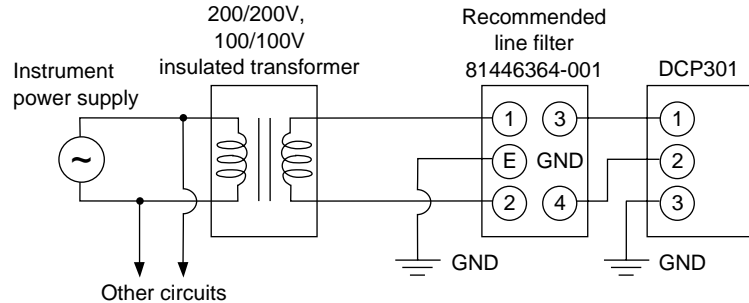 200/200V,
100/100V
insulated transformer
Recommended
line filter
81446364-001
DCP301
Instrument
power supply
~
1
3
1
E
GND
2
2
4
3
GND
GND
Other circuits